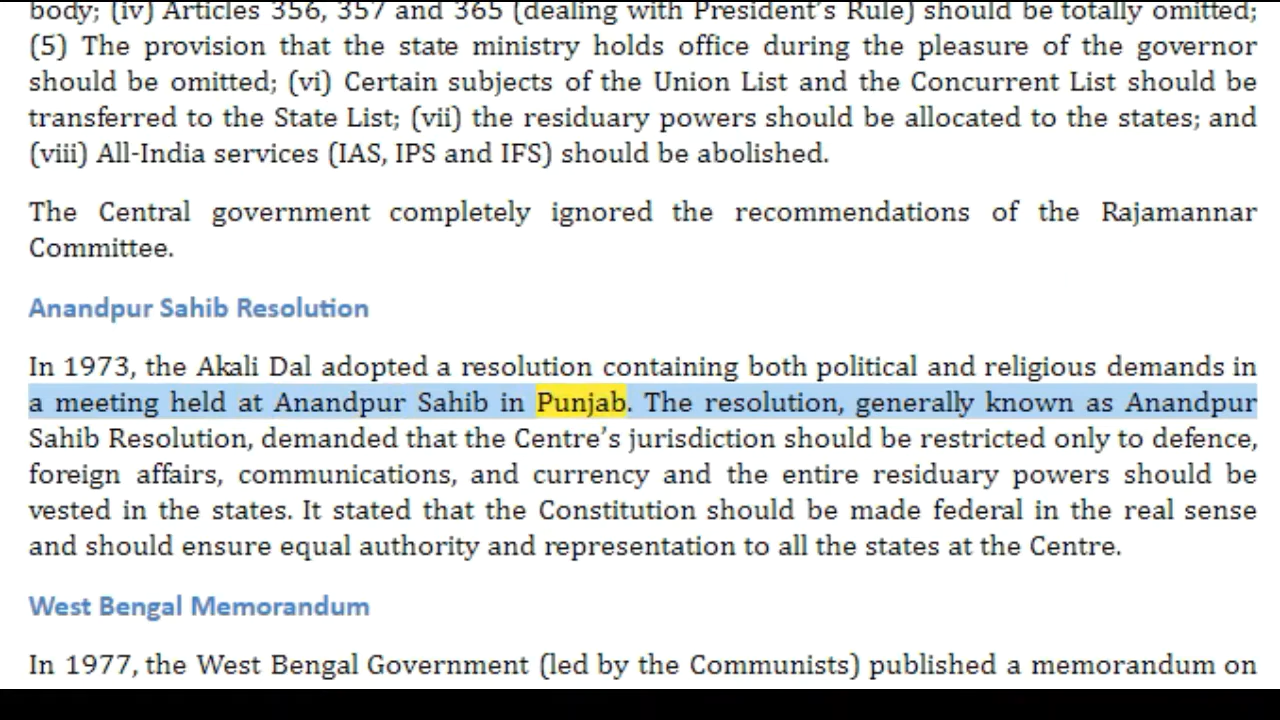 body; (iv) Articles 356, 357 and 365 (dealing with President's Rule) should be totally omitted;
(5) The provision that the state ministry holds office during the pleasure of the governor
should be omitted; (vi) Certain subjects of the Union List and the Concurrent List should be
transferred to the State List; (vii) the residuary powers should be allocated to the states; and
(viii) All-India services (IAS, IPS and IFS) should be abolished.
The Central government completely ignored the recommendations of the Rajamannar
Committee.
Anandpur Sahib Resolution
In 1973, the Akali Dal adopted a resolution containing both political and religious demands in
a meeting held at Anandpur Sahib in Punjab. The resolution, generally known as Anandpur
Sahib Resolution, demanded that the Centre’s jurisdiction should be restricted only to defence,
foreign affairs, communications, and currency and the entire residuary powers should be
vested in the states. It stated that the Constitution should be made federal in the real sense
and should ensure equal authority and representation to all the states at the Centre.
West Bengal Memorandum
In 1977, the West Bengal Government (led by the Communists) published a memorandum on